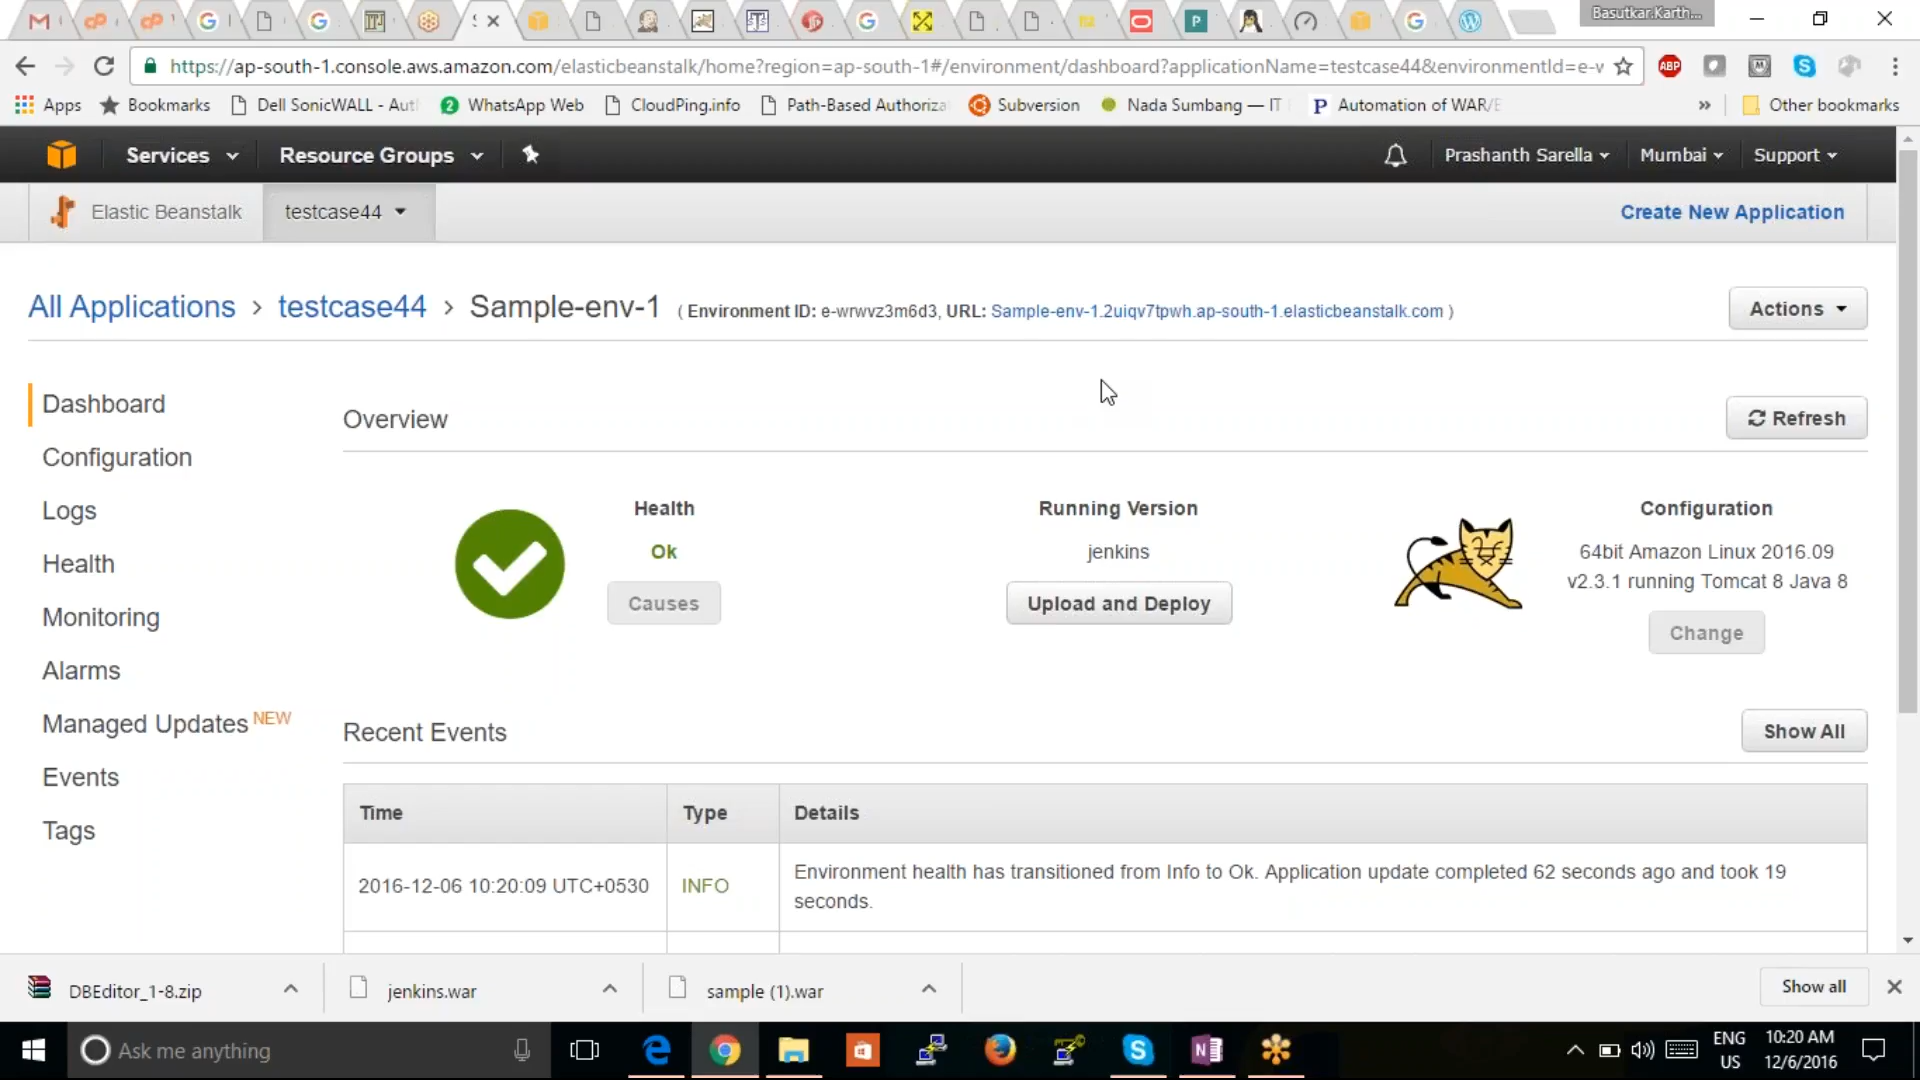 Basutkar.Karth...
https://ap-south-1.console.aws.amazon.com/elasticbeanstalk/home?region=ap-south-1#/environment/dashboard?applicationName=testcase44&environmentId=e-w
Apps Bookmarks Dell SonicWALL - Aut WhatsApp Web CloudPing.info Path-Based Authoriza Subversion Nada Sumbang — IT Automation of WAR/E » Other bookmarks
Services Resource Groups Prashanth Sarella Mumbai Support
Elastic Beanstalk testcase44 Create New Application
All Applications > testcase44 > Sample-env-1 ( Environment ID: e-wrwvz3m6d3, URL: Sample-env-1.2uiqv7tpwh.ap-south-1.elasticbeanstalk.com ) Actions
Dashboard
Configuration
Logs
Health
Monitoring
Alarms
Managed Updates NEW
Events
Tags
Overview Refresh
Health
Ok
Causes
Running Version
jenkins
Upload and Deploy
Configuration
64bit Amazon Linux 2016.09
v2.3.1 running Tomcat 8 Java 8
Change
Recent Events Show All
Time Type Details
2016-12-06 10:20:09 UTC+0530 INFO Environment health has transitioned from Info to Ok. Application update completed 62 seconds ago and took 19
seconds.
DBEditor_1-8.zip jenkins.war sample (1).war Show all
Ask me anything
ENG
US
10:20 AM
12/6/2016